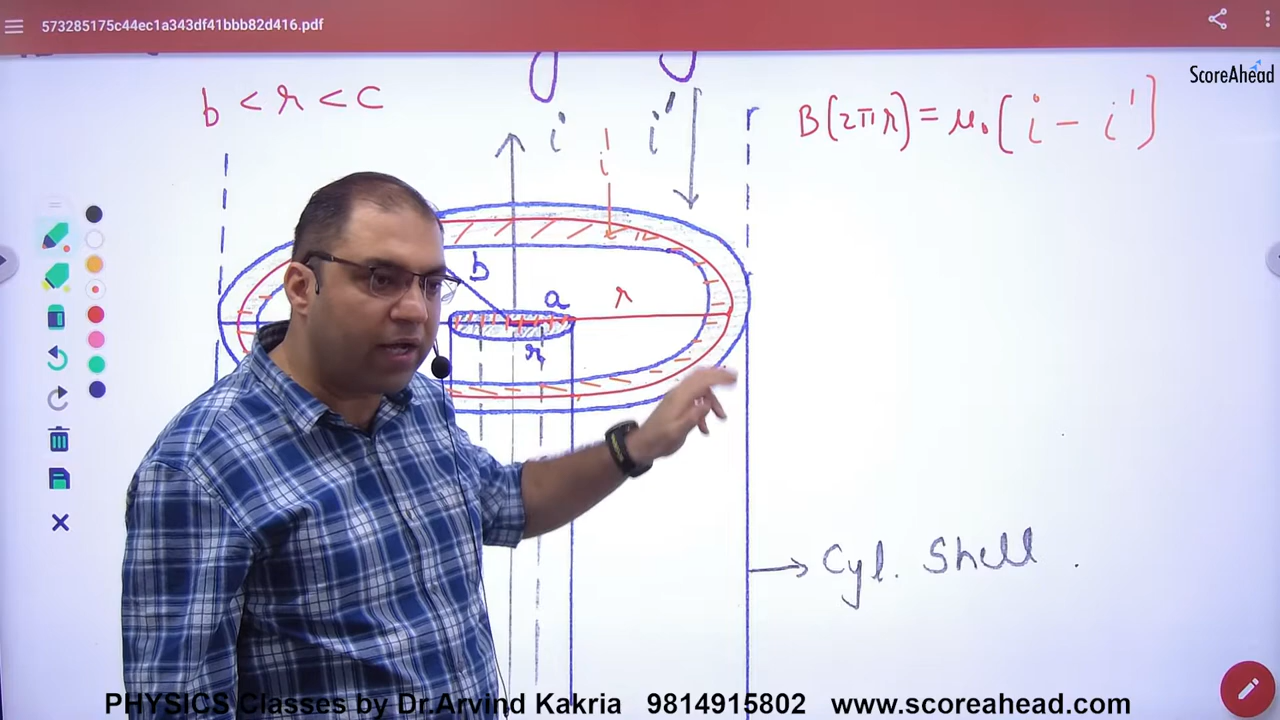 573285175c44ec1a343df41bbb82d416.pdf
ScoreAhead
b < r < c
B(2πr) = μ₀[i - i']
i
i'
i
b
a
r
r
→ Cyl. Shell.
PHYSICS Classes by Dr.Arvind Kakria 9814915802 www.scoreahead.com